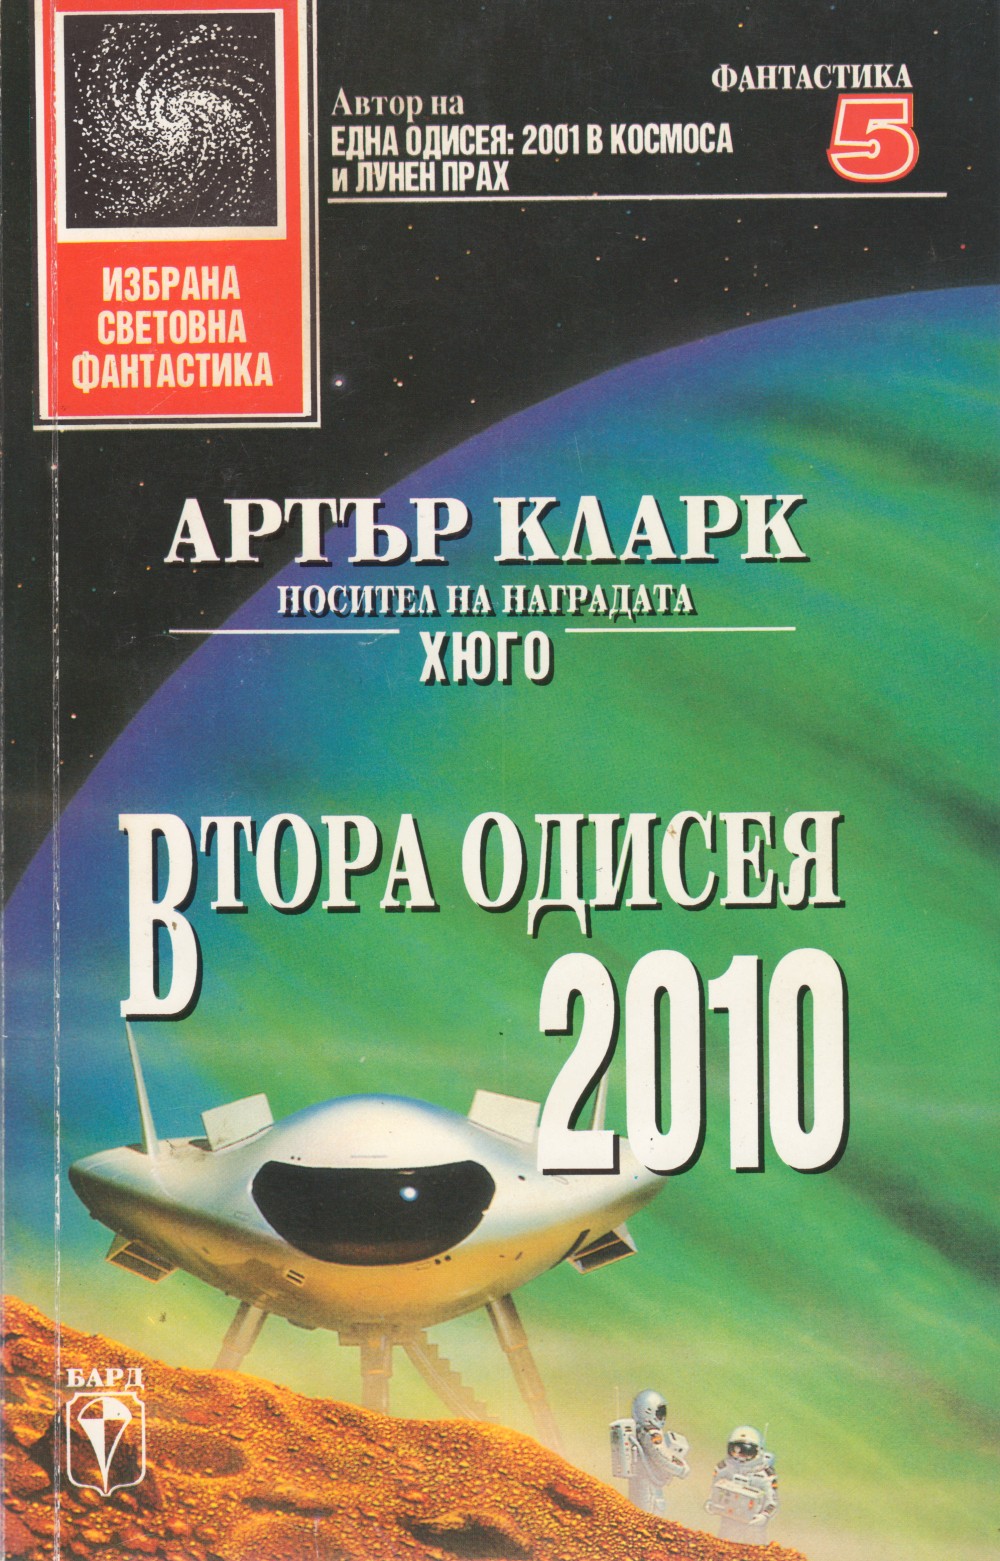 ФАНТАСТИКА
5
Автор на
ЕДНА ОДИСЕЯ: 2001 В КОСМОСА
и ЛУНЕН ПРАХ
ИЗБРАНА
СВЕТОВНА
ФАНТАСТИКА
АРТЪР КЛАРК
НОСИТЕЛ НА НАГРАДАТА
ХЮГО
ВТОРА ОДИСЕЯ
2010
БАРД